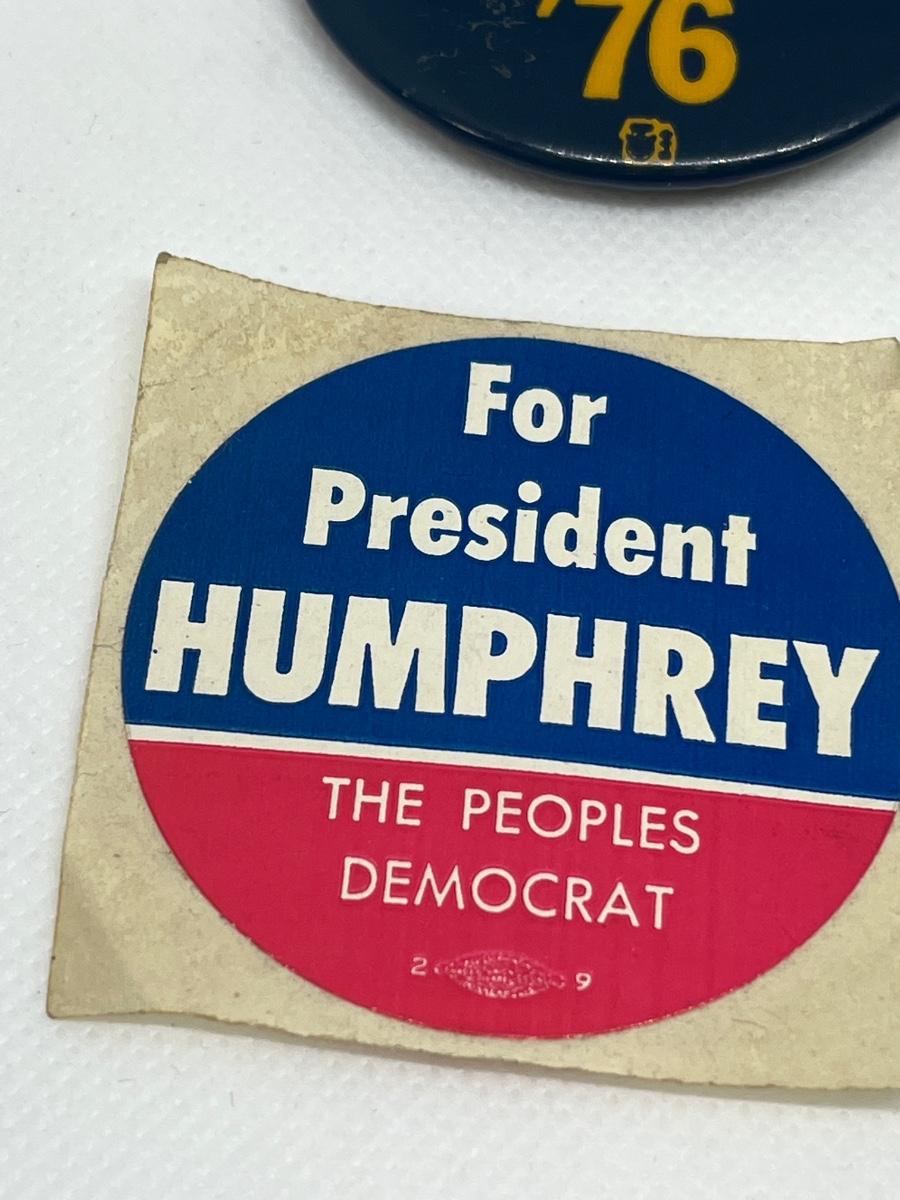 '76
For
President
HUMPHREY
THE PEOPLES
DEMOCRAT
2 9